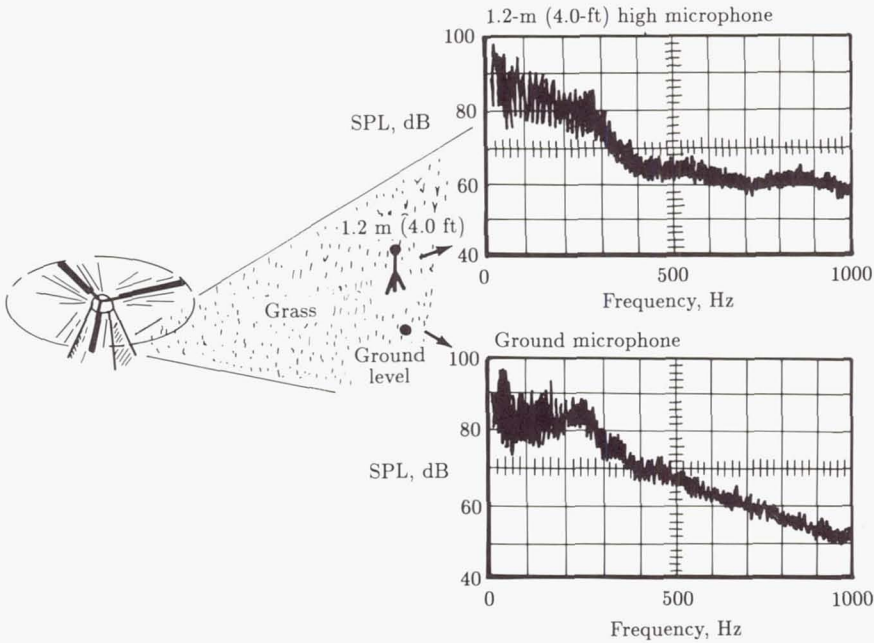 1.2-m (4.0-ft) high microphone
100
80
60
40
SPL, dB
0
500
1000
Frequency, Hz
1.2 m (4.0 ft)
Grass
Ground
level
Ground microphone
100
80
60
40
SPL, dB
0
500
1000
Frequency, Hz